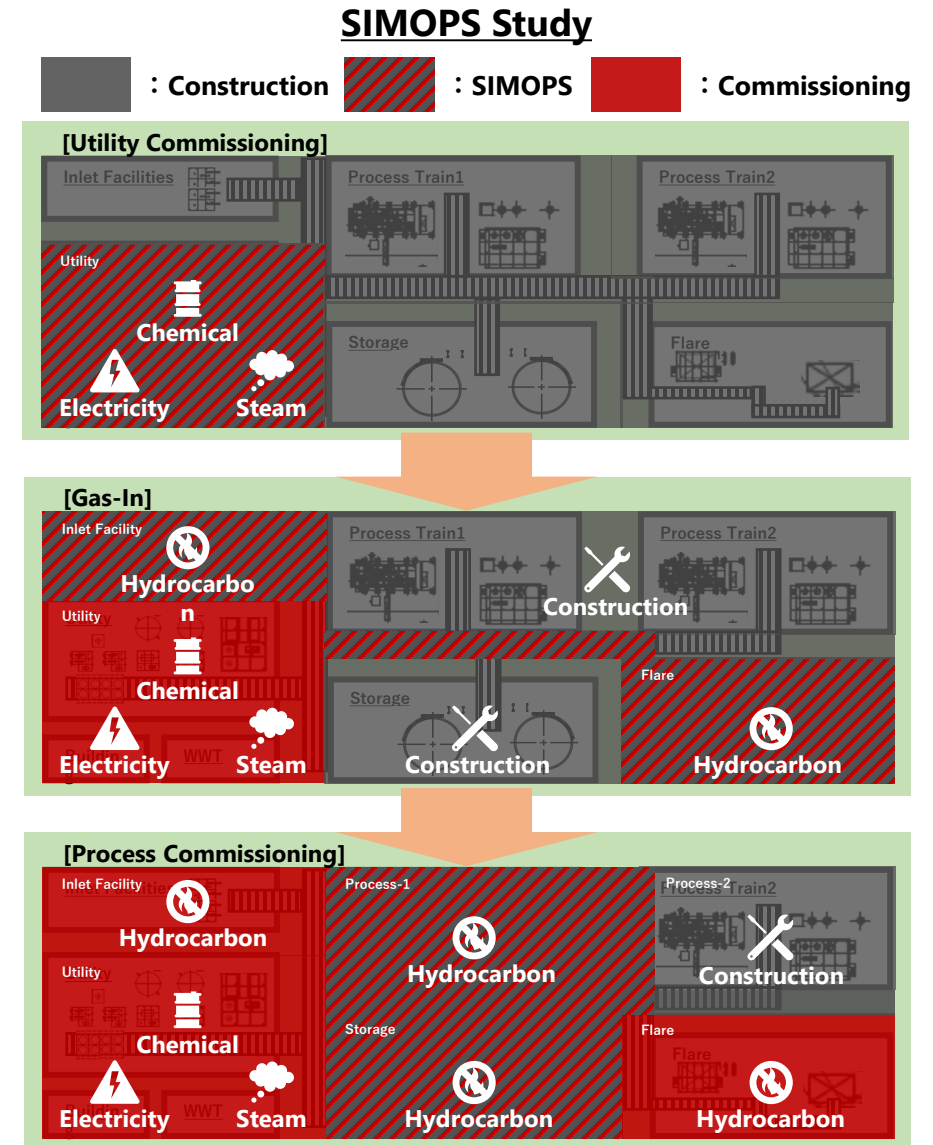 SIMOPS Study
: Construction : SIMOPS : Commissioning
[Utility Commissioning]
Inlet Facilities
Process Train1
Process Train2
Utility
Chemical
Electricity
Steam
Storage
Flare
[Gas-In]
Inlet Facility
Hydrocarbo
n
Process Train1
Process Train2
Construction
Utility
Chemical
Electricity
Steam
WWT
Storage
Construction
Flare
Hydrocarbon
[Process Commissioning]
Inlet Facility
Hydrocarbon
Process-1
Hydrocarbon
Process-2
Train2
Construction
Utility
Chemical
Electricity
Steam
WWT
Storage
Hydrocarbon
Flare
Flare
Hydrocarbon